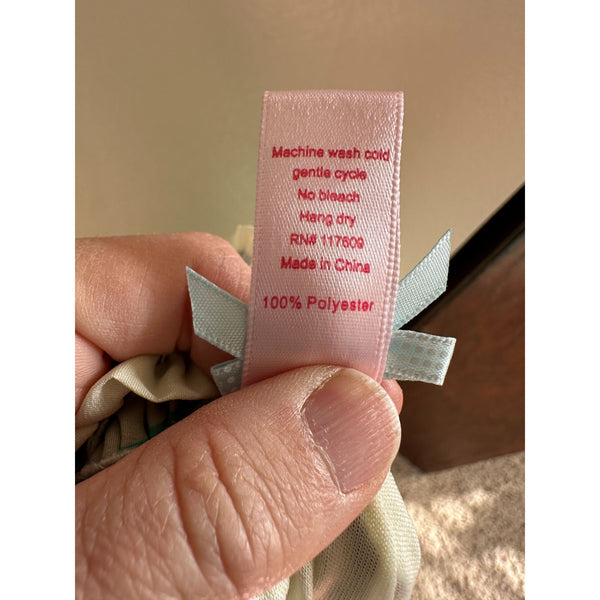 Machine wash cold
gentle cycle
No bleach
Hang dry
RN# 117609
Made in China
100% Polyester